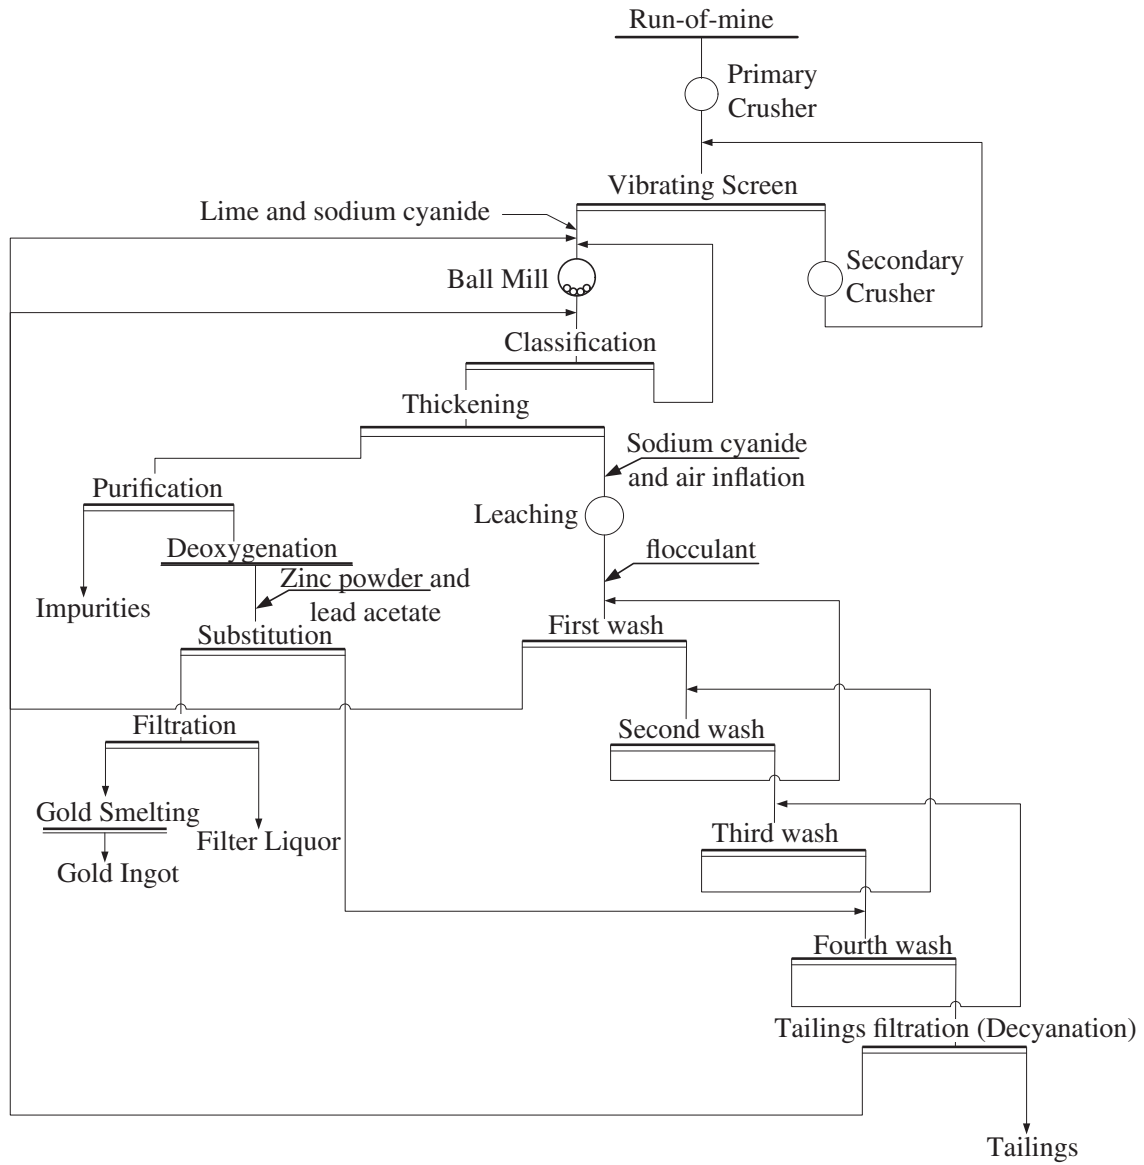 Run-of-mine
Primary
Crusher
Vibrating Screen
Lime and sodium cyanide
Ball Mill
Secondary
Crusher
Classification
Thickening
Sodium cyanide
and air inflation
Purification
Leaching
Deoxygenation
flocculant
Zinc powder and
lead acetate
Impurities
Substitution
First wash
Filtration
Second wash
Gold Smelting
Filter Liquor
Third wash
Gold Ingot
Fourth wash
Tailings filtration (Decyanation)
Tailings